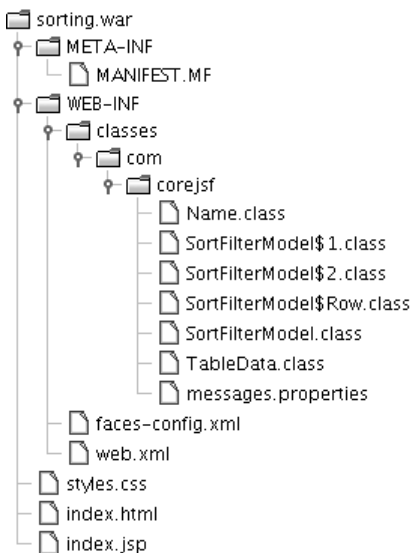 sorting.war
META-INF
MANIFEST.MF
WEB-INF
classes
com
corejsf
Name.class
SortFilterModel$1.class
SortFilterModel$2.class
SortFilterModel$Row.class
SortFilterModel.class
TableData.class
messages.properties
faces-config.xml
web.xml
styles.css
index.html
index.jsp